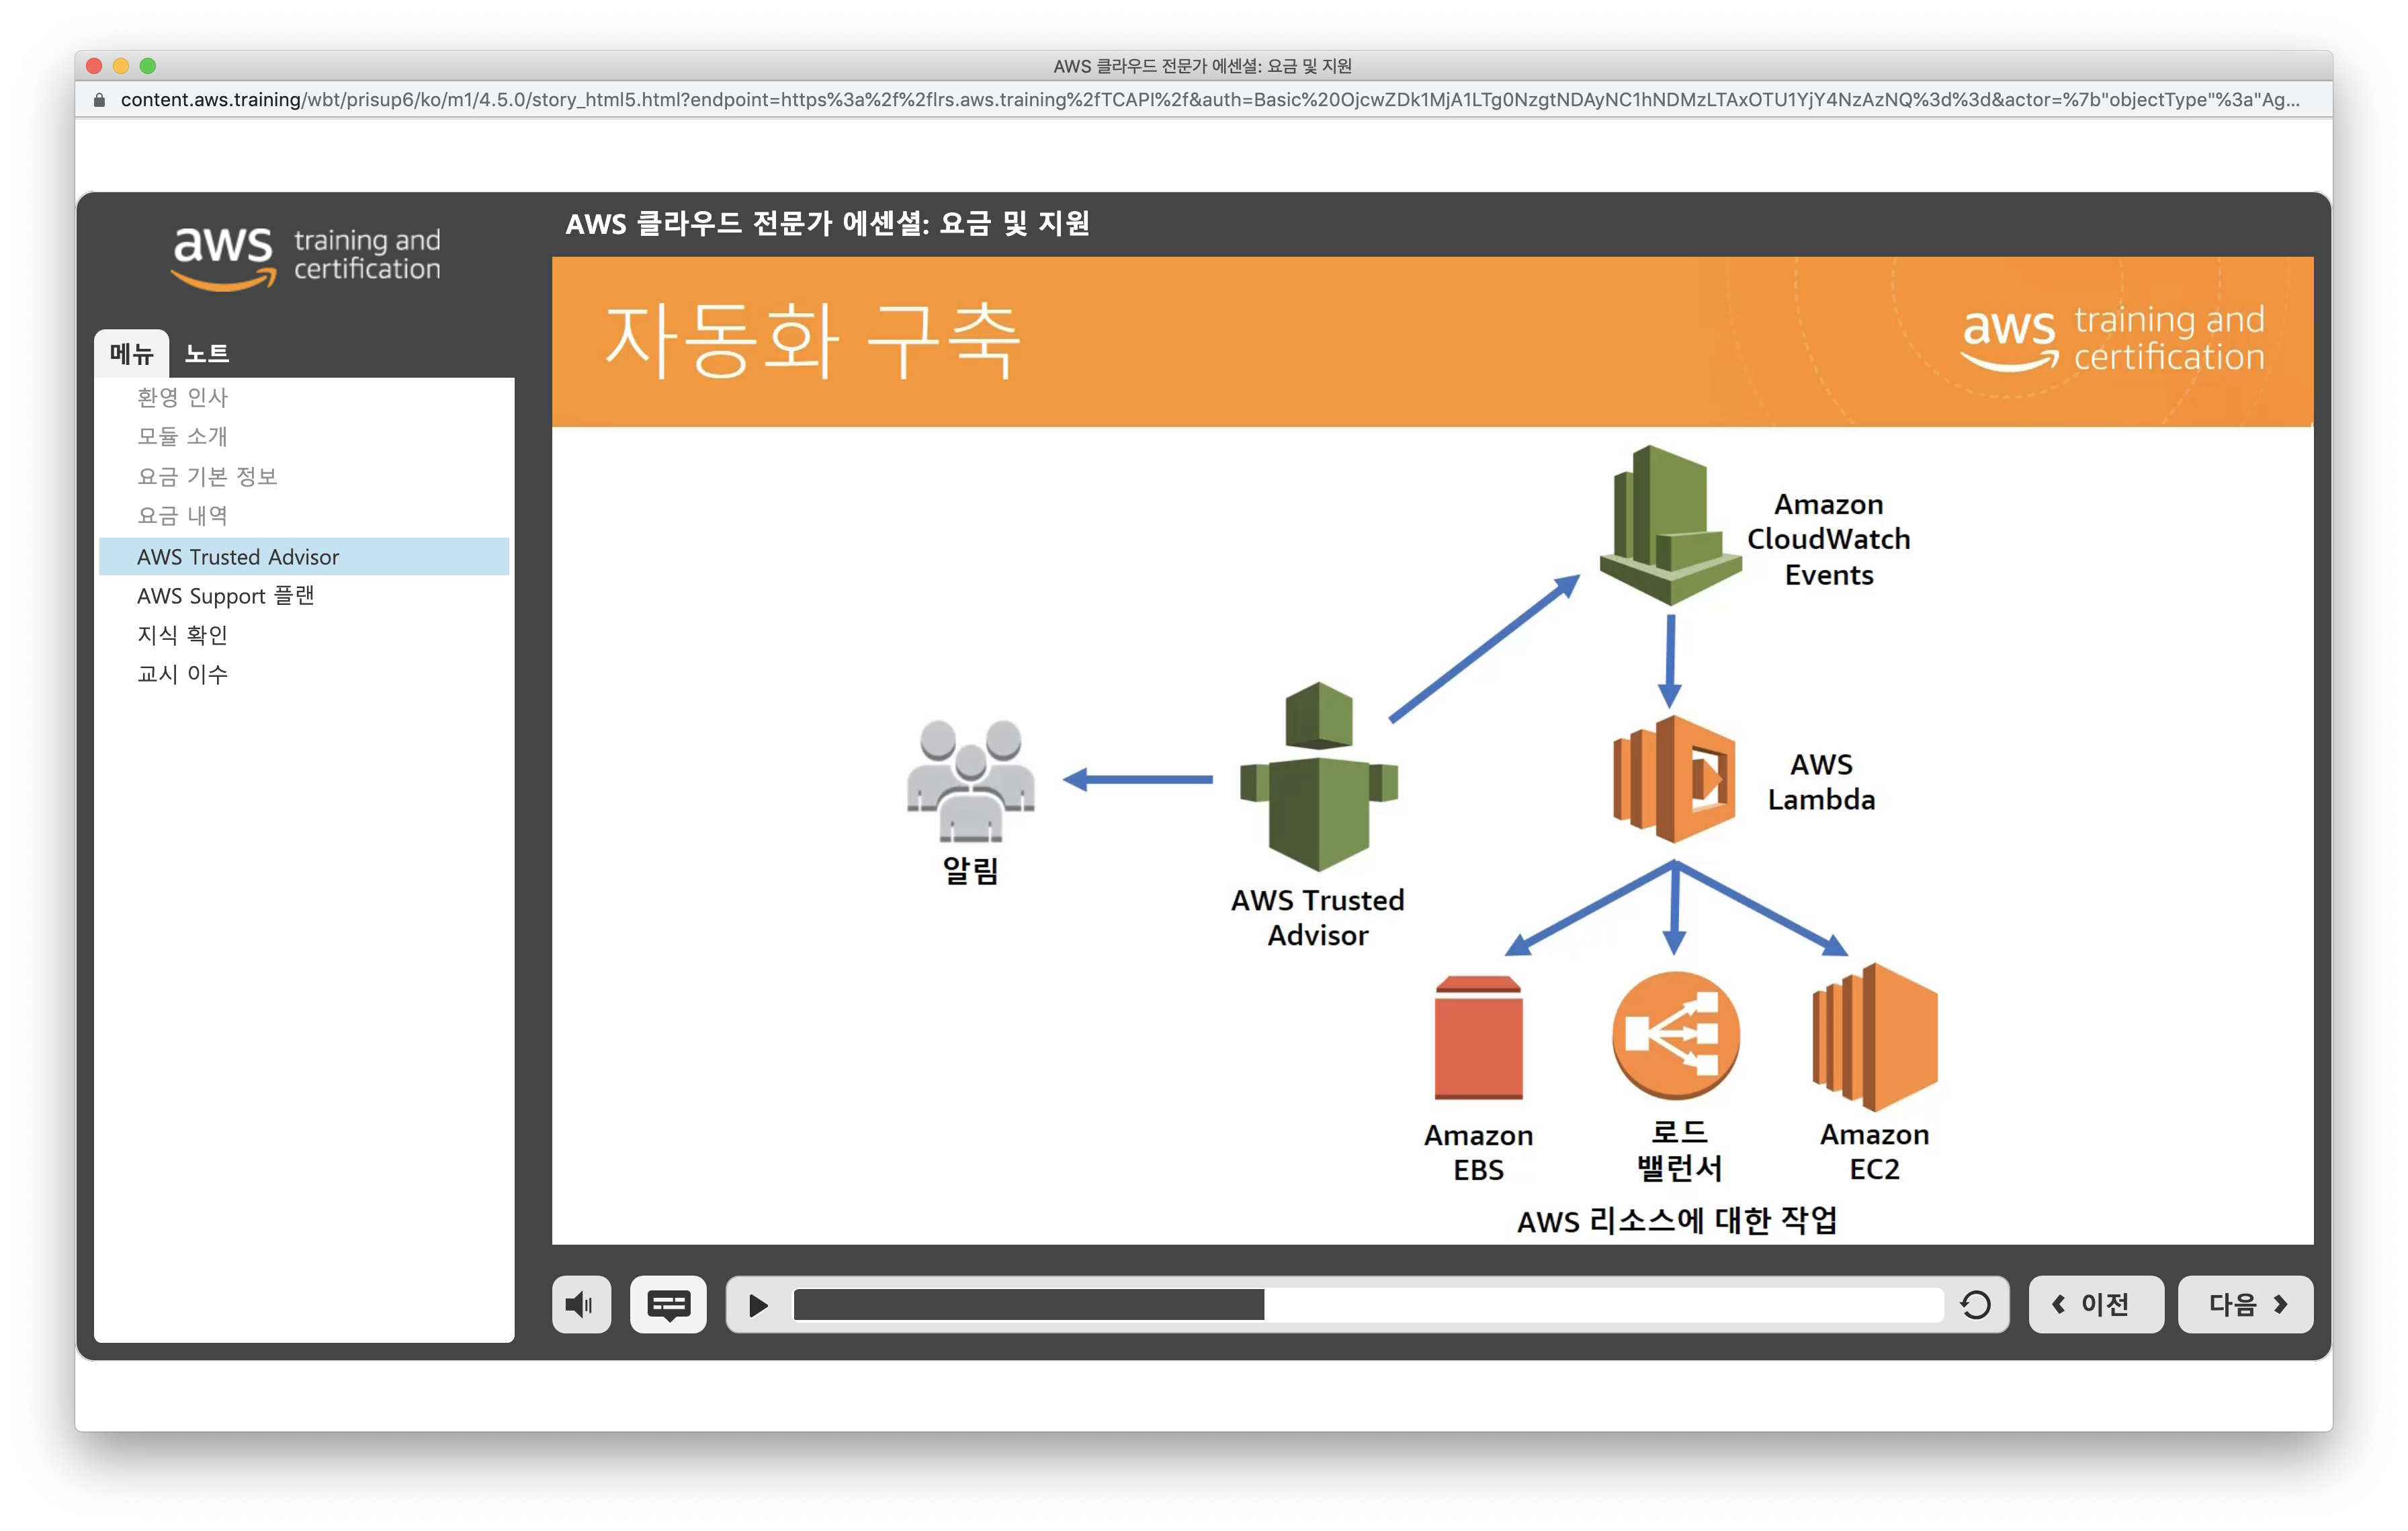 AWS 클라우드 전문가 에센셜: 요금 및 지원
content.aws.training/wbt/prisup6/ko/m1/4.5.0/story_html5.html?endpoint=https%3a%2f%2flrs.aws.training%2fTCAPI%2f&auth=Basic%20OjcwZDk1MjA1LTg0NzgtNDAyNC1hNDMzLTAxOTU1YjY4NzAzNQ%3d%3d&actor=%7b"objectType"%3a"Ag...
aws training and
certification
AWS 클라우드 전문가 에센셜: 요금 및 지원
메뉴
노트
환영 인사
모듈 소개
요금 기본 정보
요금 내역
AWS Trusted Advisor
AWS Support 플랜
지식 확인
교시 이수
자동화 구축
aws training and
certification
Amazon
CloudWatch
Events
AWS
Lambda
알림
AWS Trusted
Advisor
Amazon
EBS
로드
밸런서
Amazon
EC2
AWS 리소스에 대한 작업
이전
다음